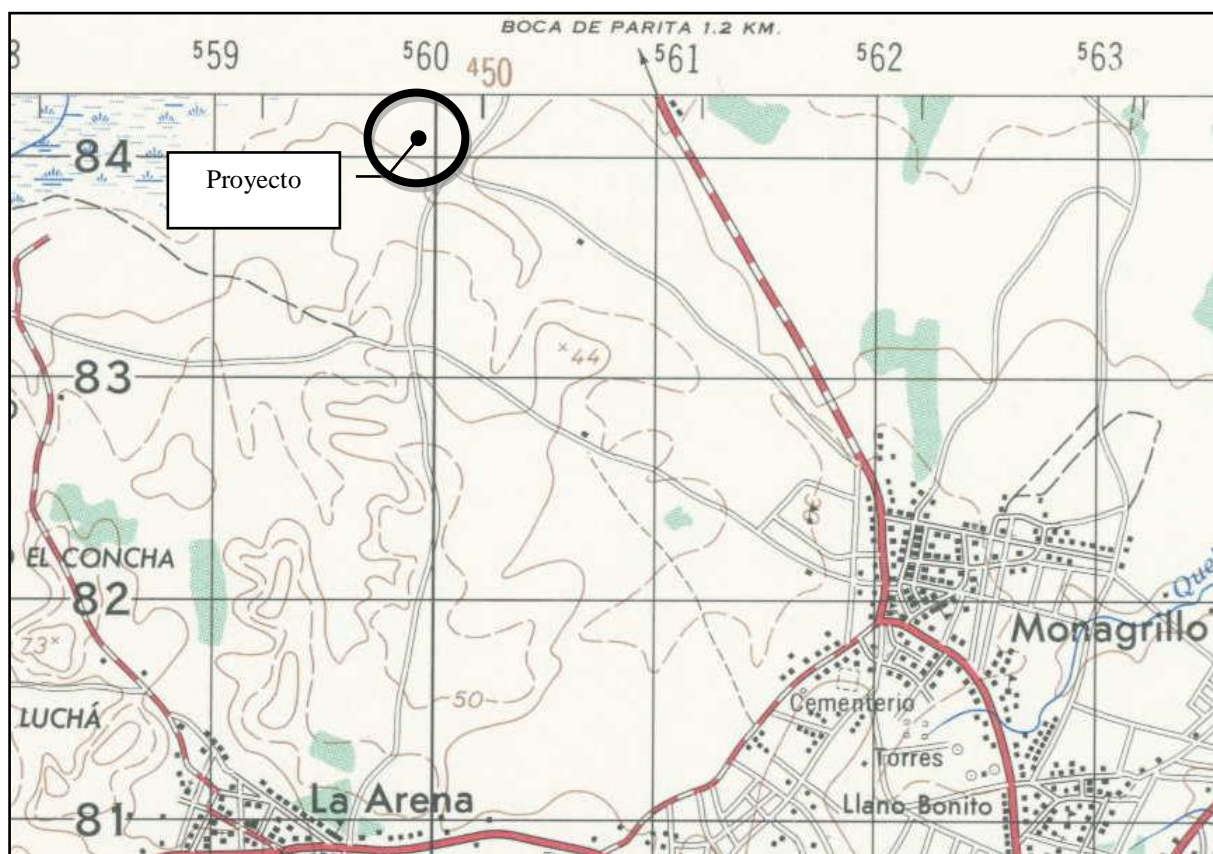 BOCA DE PARITA 1.2 KM.
⁵59
⁵60
⁴50
⁵61
⁵62
⁵63
84
Proyecto
83
44
39
EL CONCHA
82
73
Monagrillo
50
LUCHÁ
Cementerio
Torres
La Arena
Llano Bonito
81